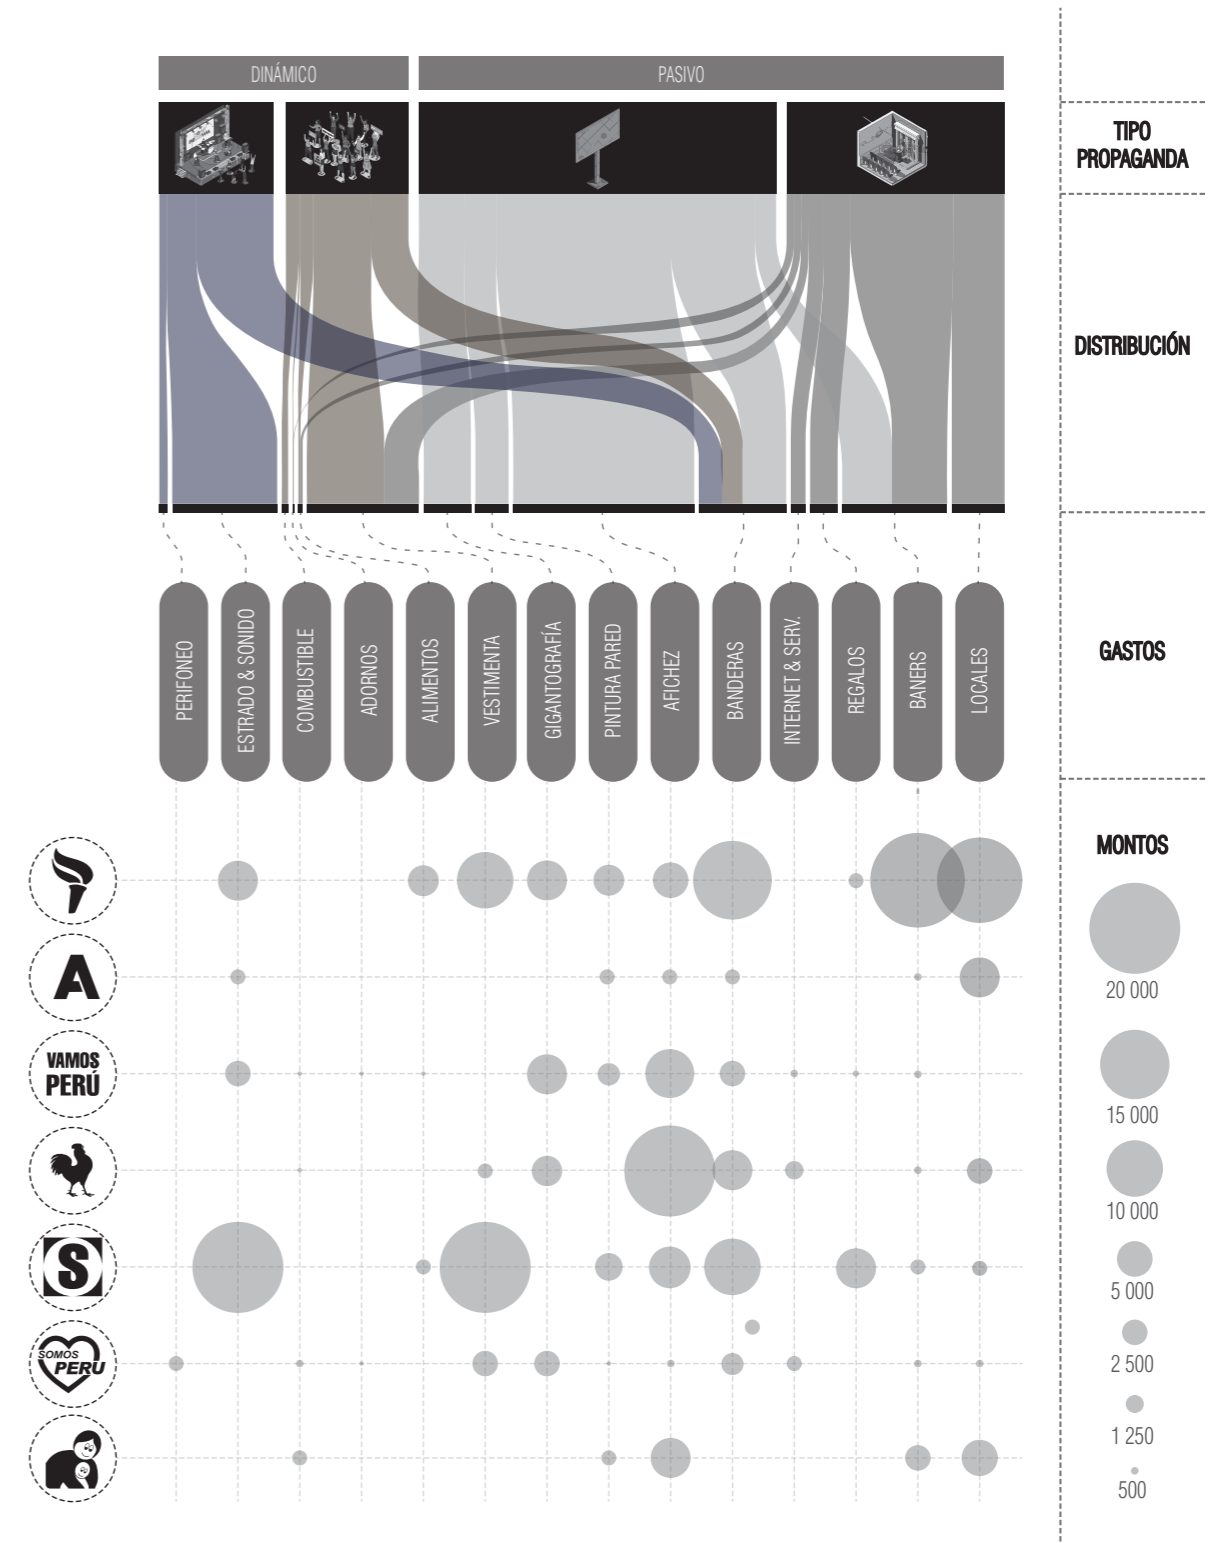 DINÁMICO
PASIVO
TIPO
PROPAGANDA
DISTRIBUCIÓN
GASTOS
PERIFONEO
ESTRADO & SONIDO
COMBUSTIBLE
ADORNOS
ALIMENTOS
VESTIMENTA
GIGANTOGRAFÍA
PINTURA PARED
AFICHEZ
BANDERAS
INTERNET & SERV.
REGALOS
BANERS
LOCALES
MONTOS
20 000
15 000
10 000
5 000
2 500
1 250
500
A
VAMOS
PERÚ
S
SOMOS
PERU